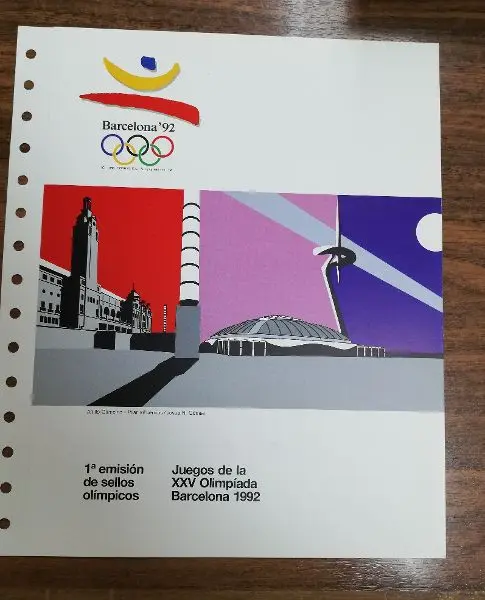 Barcelona '92
1ª emisión
de sellos
olímpicos
Juegos de la
XXV Olimpíada
Barcelona 1992